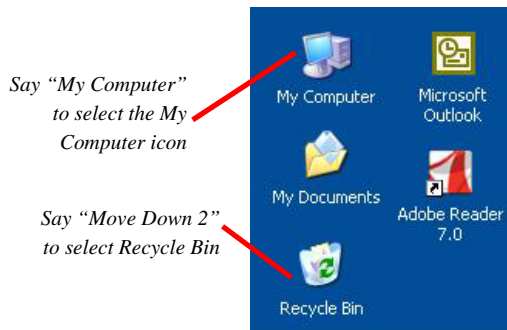 Say “My Computer”
to select the My
Computer icon
Say “Move Down 2”
to select Recycle Bin
My Computer
Microsoft
Outlook
My Documents
Adobe Reader
7.0
Recycle Bin